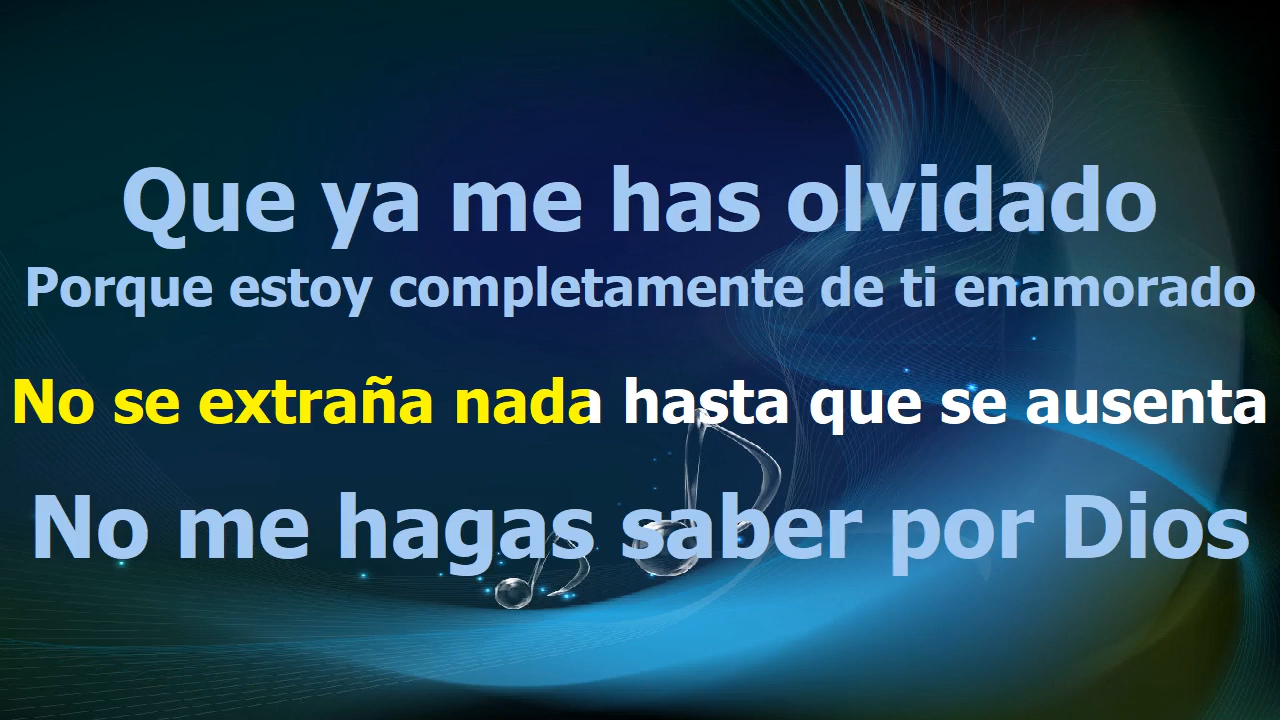 Que ya me has olvidado
Porque estoy completamente de ti enamorado
No se extraña nada hasta que se ausenta
No me hagas saber por Dios